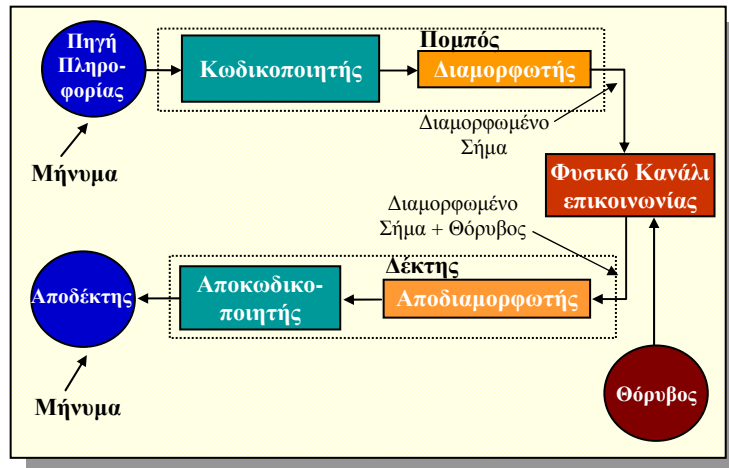 Πηγή
Πληρο-
φορίας
Πομπός
Κωδικοποιητής
Διαμορφωτής
Διαμορφωμένο
Σήμα
Μήνυμα
Φυσικό Κανάλι
επικοινωνίας
Διαμορφωμένο
Σήμα + Θόρυβος
Δέκτης
Αποδέκτης
Αποκωδικο-
ποιητής
Αποδιαμορφωτής
Μήνυμα
Θόρυβος